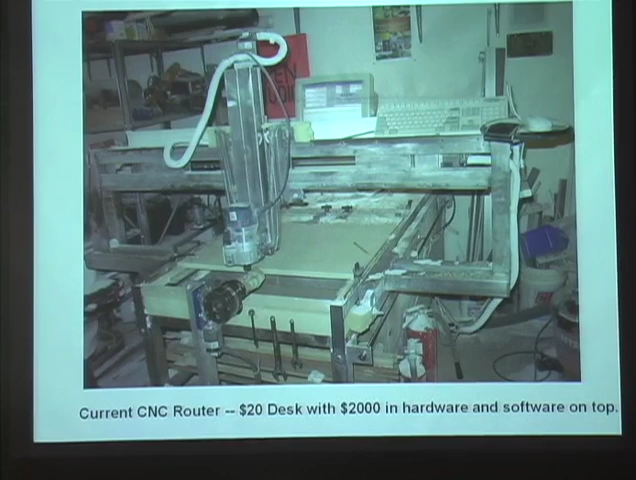 Current CNC Router -- $20 Desk with $2000 in hardware and software on top.